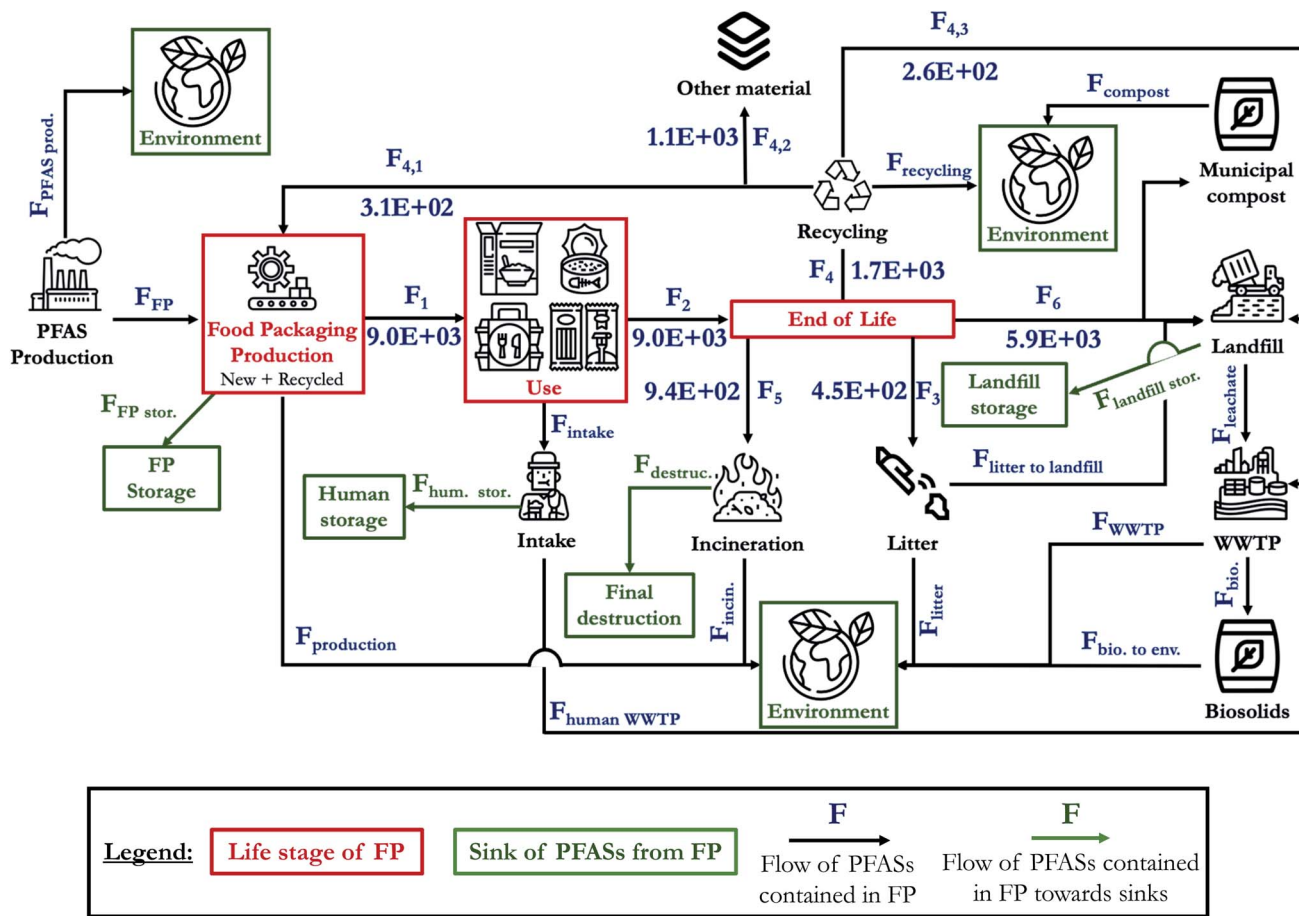 F4,3
2.6E+02
Other material
Fcompost
Environment
1.1E+03
F4,2
FPFAS prod.
F4,1
3.1E+02
Frecycling
Municipal
compost
Environment
Recycling
F4
1.7E+03
PFAS
Production
FFP
Food Packaging
Production
New + Recycled
F1
9.0E+03
Use
F2
9.0E+03
End of Life
F6
5.9E+03
Landfill
FFP stor.
9.4E+02
F5
4.5E+02
F3
Landfill
storage
Flandfill stor.
Fleachate
FP
Storage
Fintake
Human
storage
Fhum. stor.
Fdestruc.
Flitter to landfill
Intake
Incineration
Litter
FWWTP
WWTP
Final
destruction
Fincin.
Flitter
Fbio.
Fproduction
Environment
Fbio. to env.
Fhuman WWTP
Biosolids
Legend:
Life stage of FP
Sink of PFASs from FP
F
Flow of PFASs
contained in FP
F
Flow of PFASs contained
in FP towards sinks